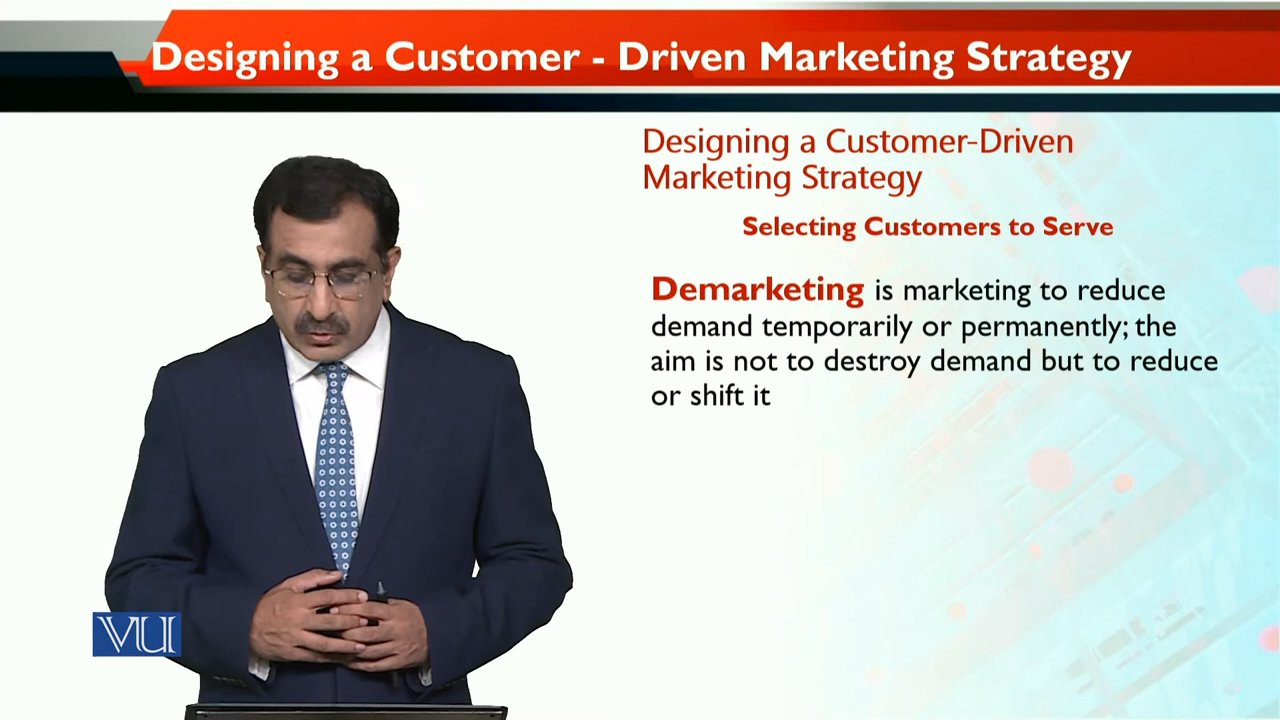 Designing a Customer - Driven Marketing Strategy
Designing a Customer-Driven
Marketing Strategy
Selecting Customers to Serve
Demarketing is marketing to reduce
demand temporarily or permanently; the
aim is not to destroy demand but to reduce
or shift it
VU